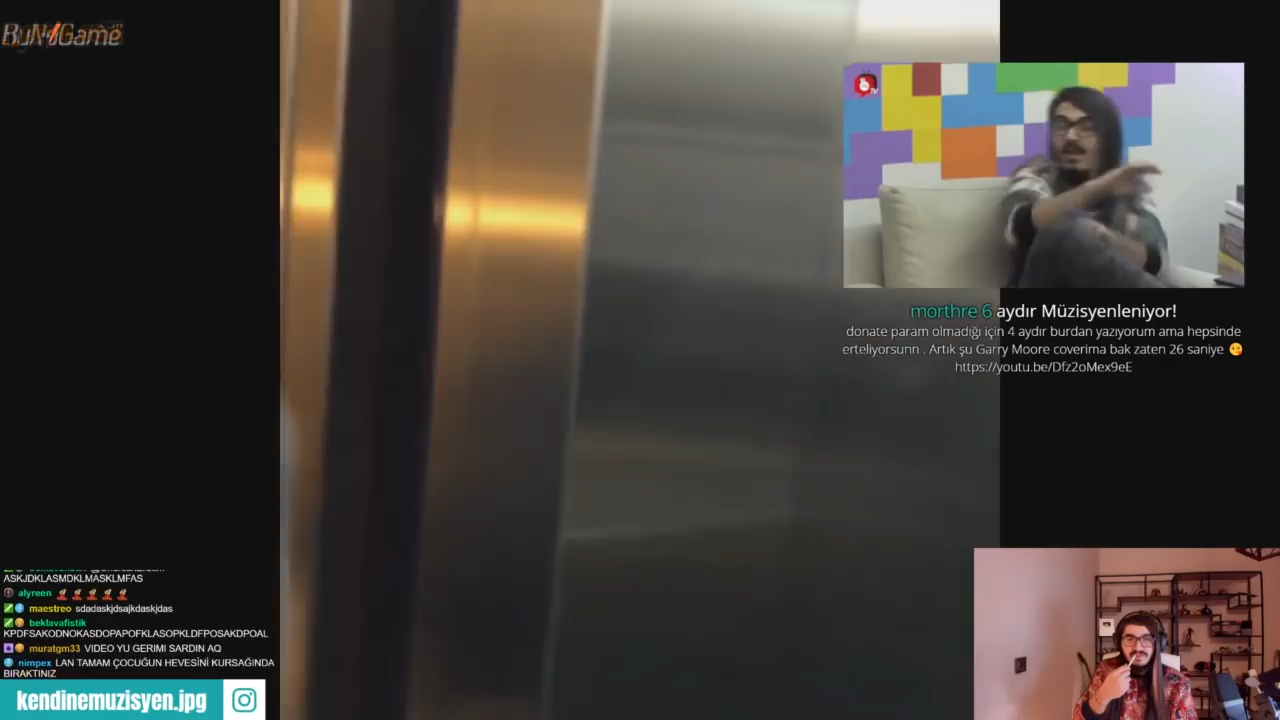 ByNoGame
TV
morthre 6 aydır Müzisyenleniyor!
donate param olmadığı için 4 aydır burdan yazıyorum ama hepsinde
erteliyorsunn . Artık şu Garry Moore coverima bak zaten 26 saniye 😘
https://youtu.be/Dfz2oMex9eE
ASKJDKLASMDKLMASKLMFAS
alyreen
maestreo sdadaskjdsajkdaskjdas
beklavafistik
KPDFSAKODNOKASDOPAPOFKLASOPKLDFPOSAKDPOAL
muratgm33 VIDEO YU GERIMI SARDIN AQ
nimpex LAN TAMAM ÇOCUĞUN HEVESİNİ KURSAĞINDA
BIRAKTINIZ
kendinemuzisyen.jpg